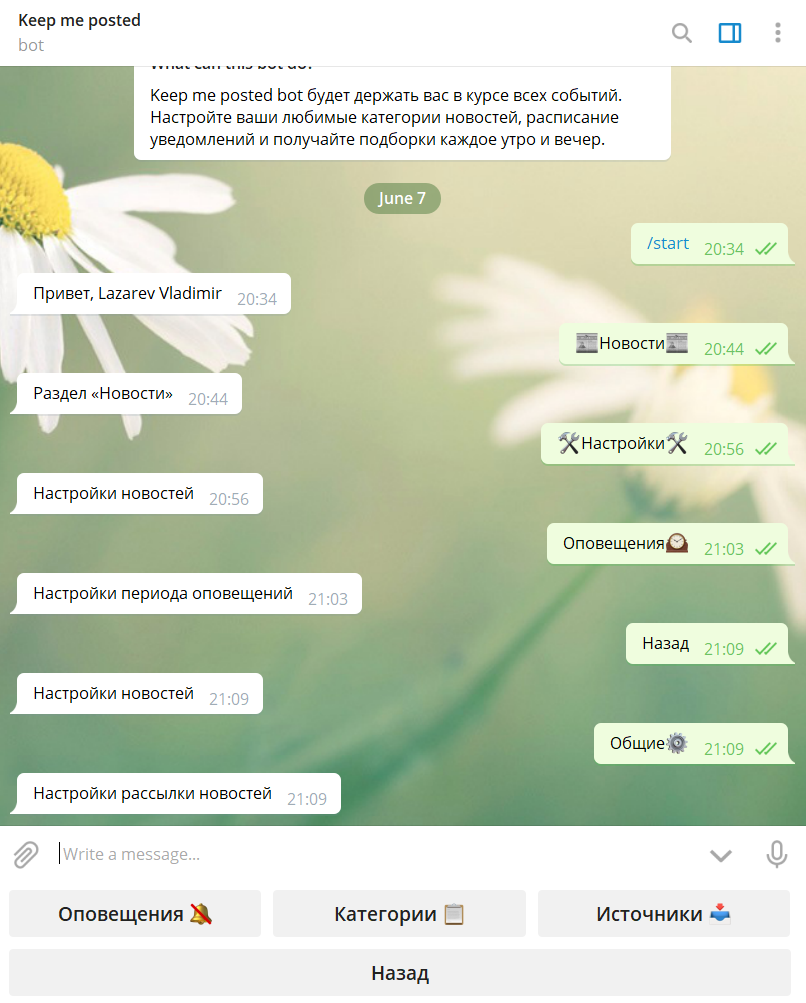 Keep me posted
bot
What can this bot do?
Keep me posted bot будет держать вас в курсе всех событий.
Настройте ваши любимые категории новостей, расписание
уведомлений и получайте подборки каждое утро и вечер.
June 7
/start 20:34
Привет, Lazarev Vladimir 20:34
Новости 20:44
Раздел «Новости» 20:44
Настройки 20:56
Настройки новостей 20:56
Оповещения 21:03
Настройки периода оповещений 21:03
Назад 21:09
Настройки новостей 21:09
Общие 21:09
Настройки рассылки новостей 21:09
Write a message...
Оповещения Категории Источники
Назад